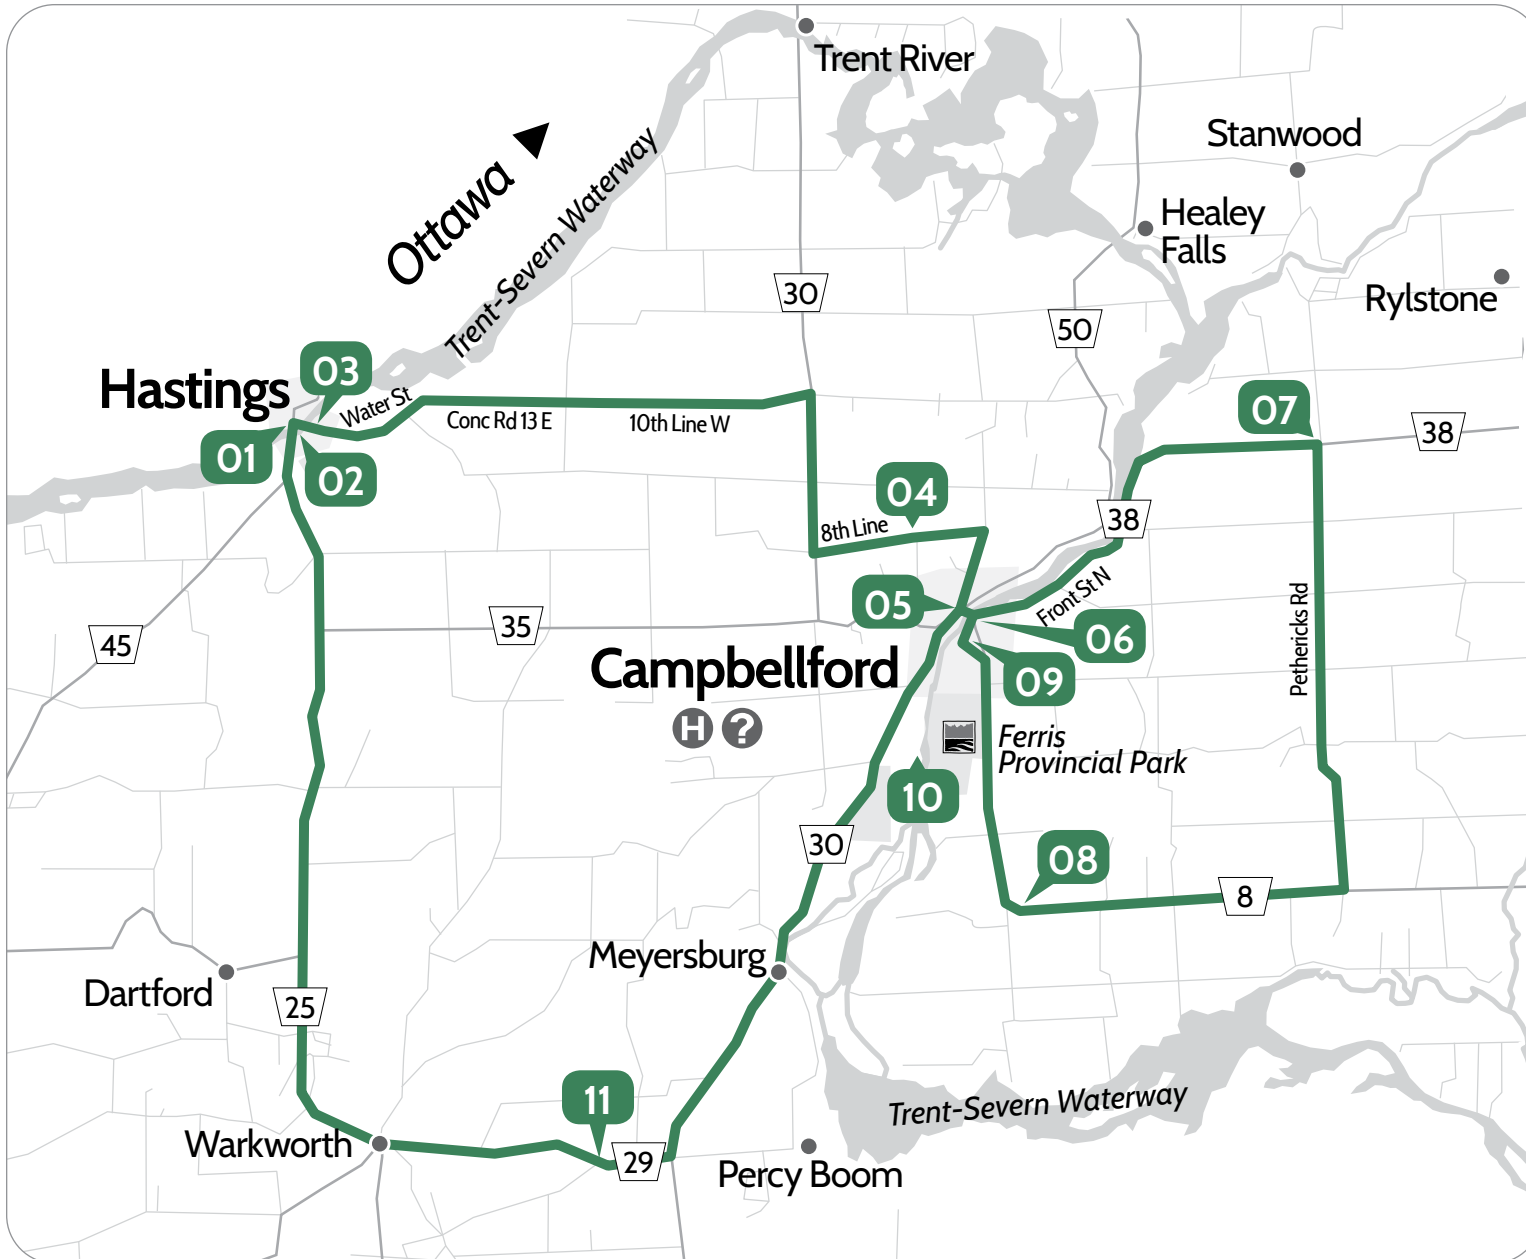 Trent River
Stanwood
Ottawa
Trent-Severn Waterway
Healey
Falls
Rylstone
30
50
03
Hastings
Water St
Conc Rd 13 E
10th Line W
07
38
01
02
04
38
8th Line
05
Front St N
06
Pethericks Rd
45
35
Campbellford
09
H ?
Ferris
Provincial Park
10
30
08
8
Meyersburg
Dartford
25
11
Trent-Severn Waterway
Warkworth
29
Percy Boom